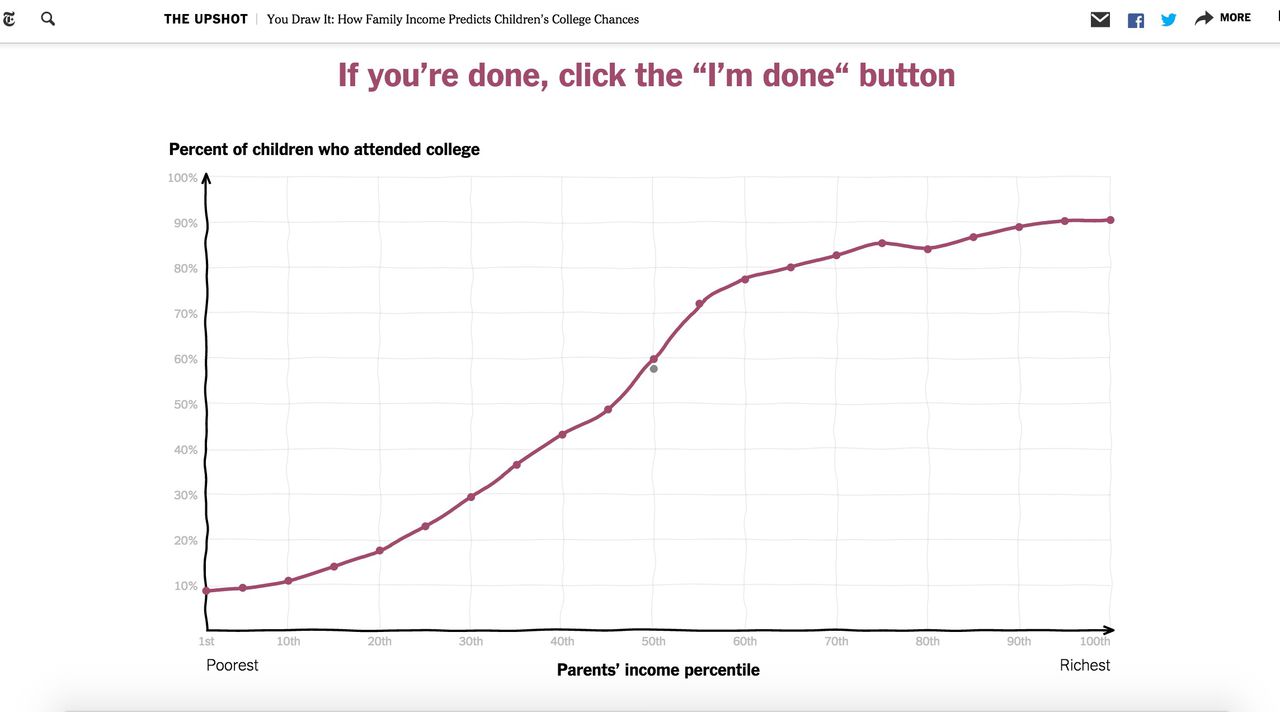 THE UPSHOT | You Draw It: How Family Income Predicts Children’s College Chances
MORE
If you’re done, click the “I’m done“ button
Percent of children who attended college
100%
90%
80%
70%
60%
50%
40%
30%
20%
10%
1st 10th 20th 30th 40th 50th 60th 70th 80th 90th 100th
Poorest Parents’ income percentile Richest